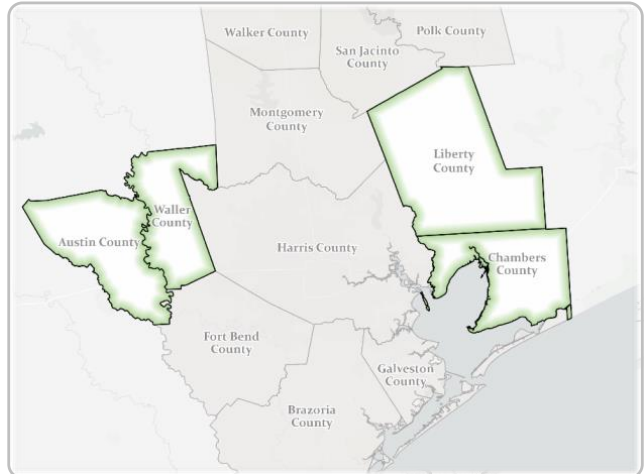 Walker County
Polk County
San Jacinto
County
Montgomery
County
Liberty
County
Waller
County
Austin County
Harris County
Chambers
County
Fort Bend
County
Galveston
County
Brazoria
County